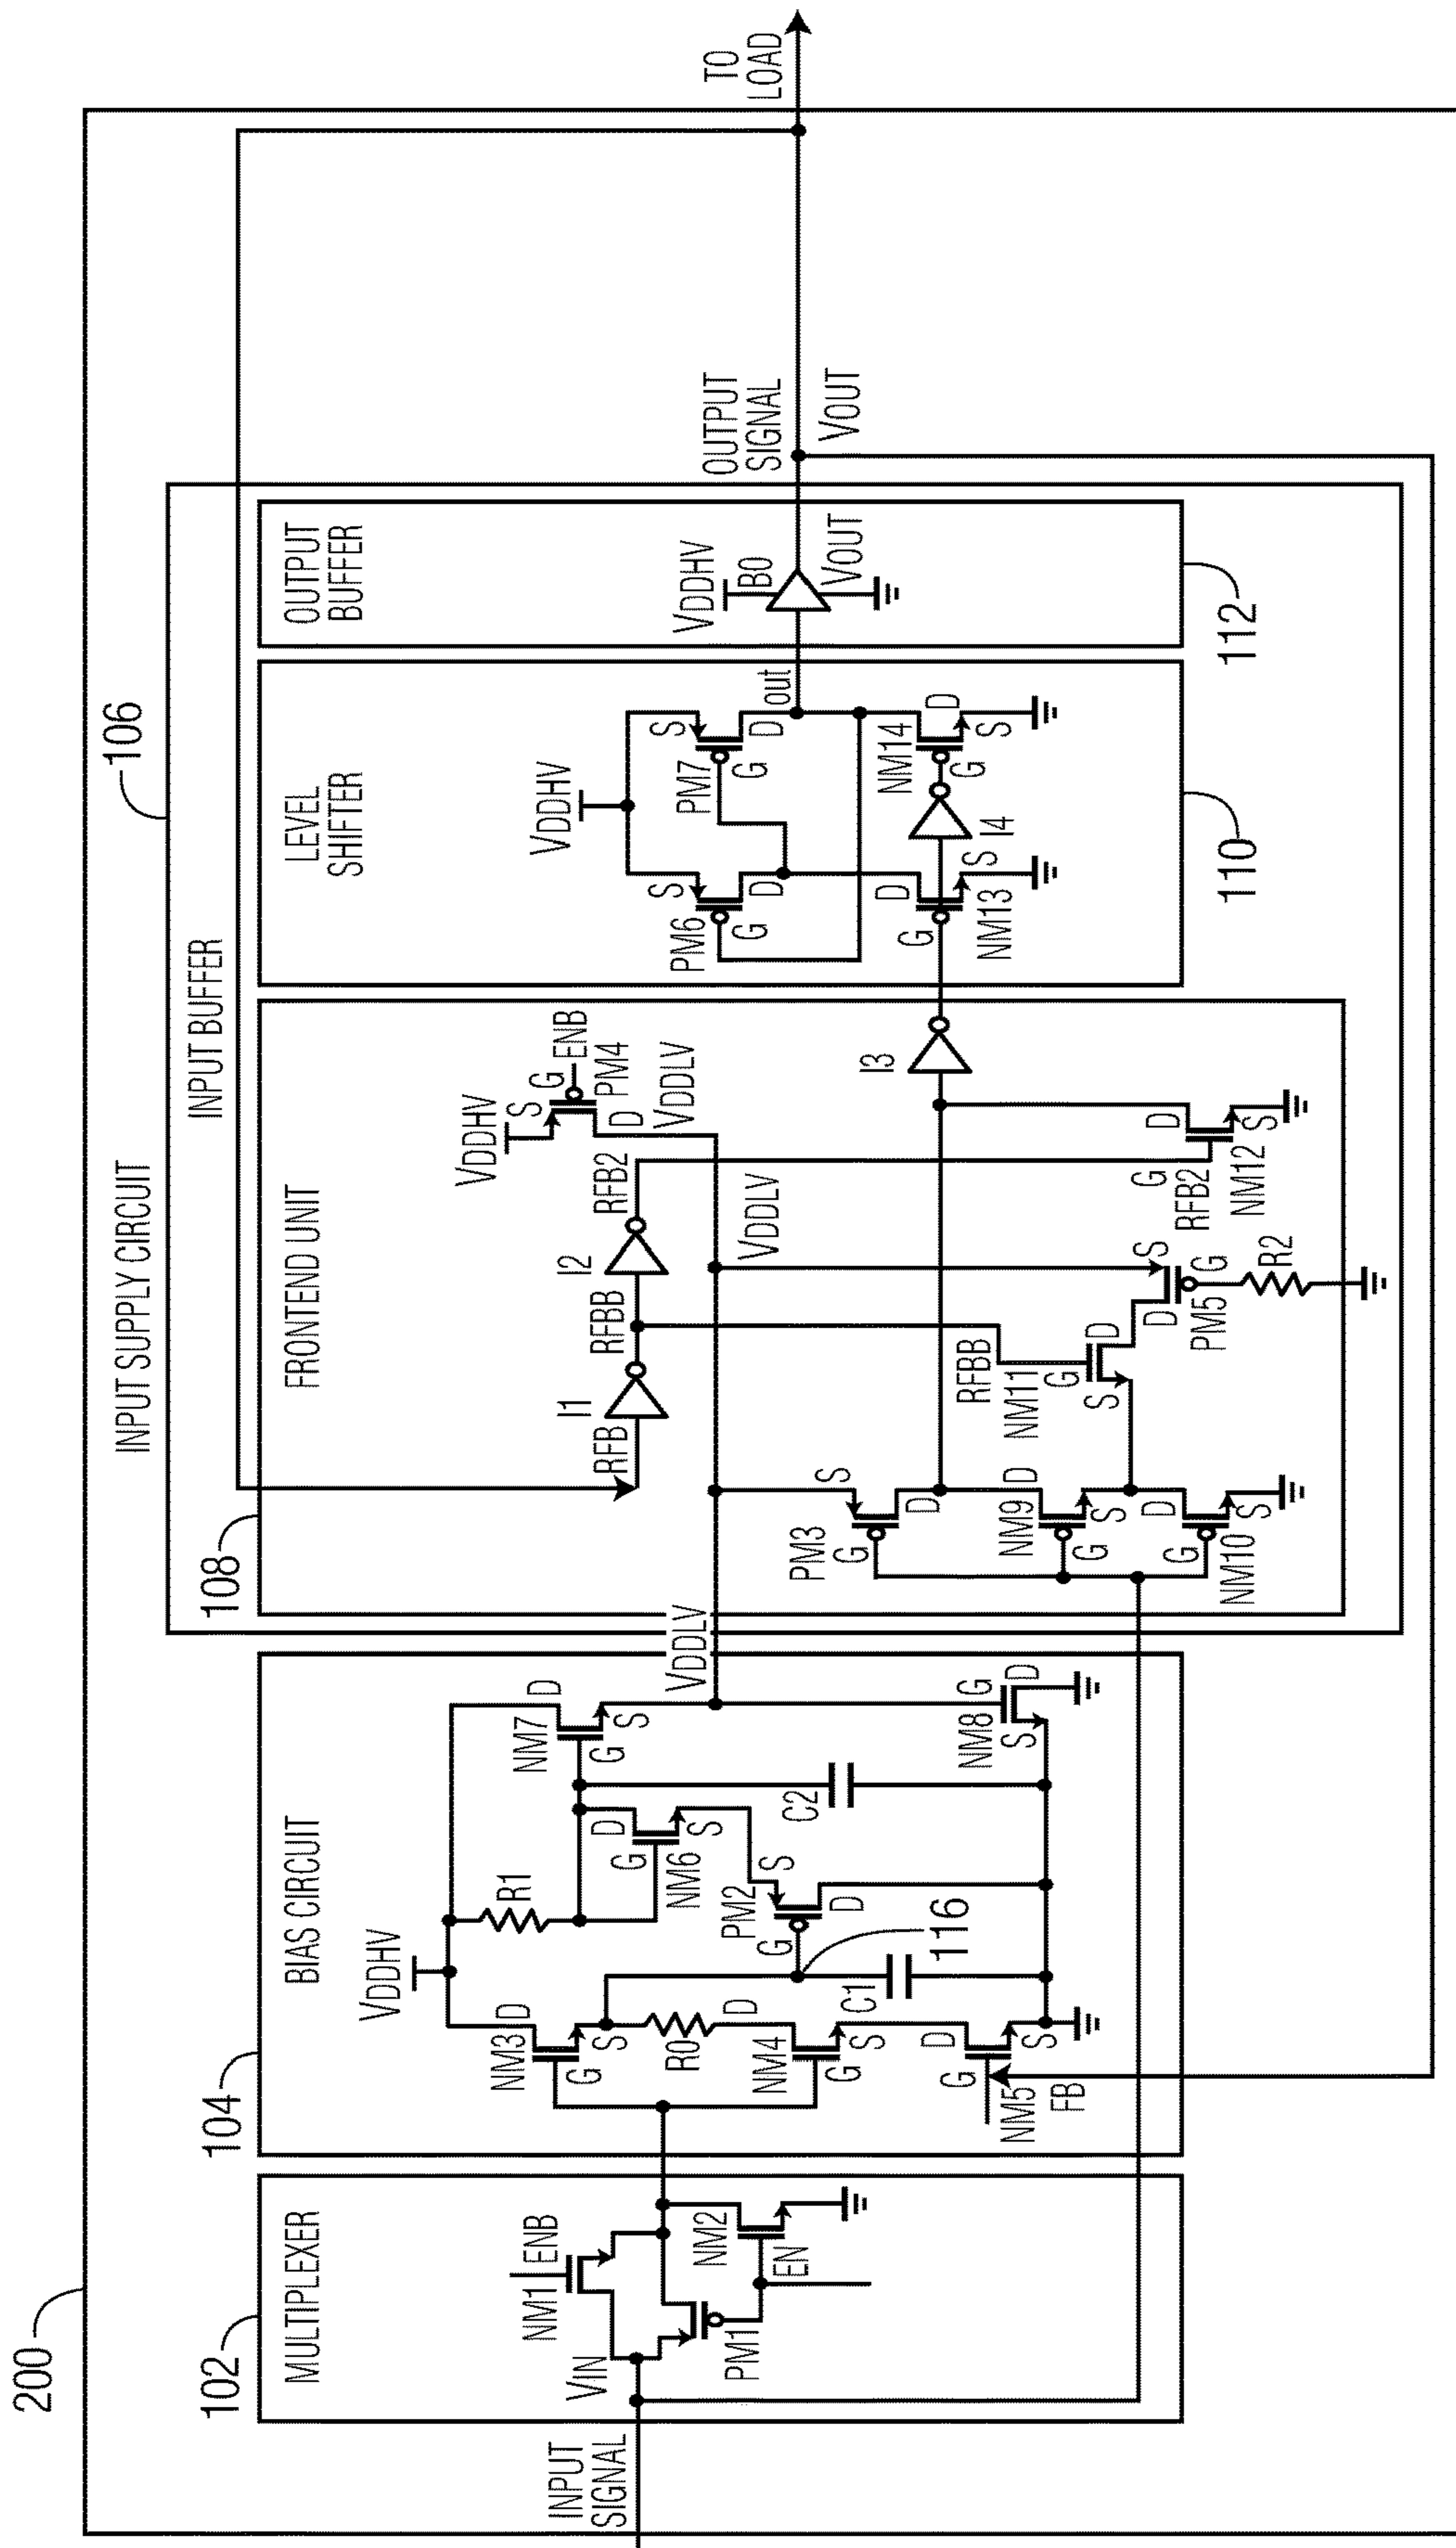 200
INPUT SUPPLY CIRCUIT
106
INPUT BUFFER
102
MULTIPLEXER
INPUT
SIGNAL
VIN
NM1
ENB
PM1
NM2
EN
104
BIAS CIRCUIT
VDDHV
NM3
D
G
S
R0
D
NM4
G
S
D
G
NM5
S
FB
R1
C1
116
D
G
NM6
S
PM2
S
G
D
NM7
D
G
S
C2
VDDLV
NM8
G
D
S
108
FRONTEND UNIT
RFB
I1
RFBB
I2
RFB2
VDDHV
S
G
ENB
PM4
D
VDDLV
VDDLV
PM3
S
G
D
NM9
D
G
S
D
G
S
NM10
RFBB
NM11
G
D
S
D
S
G
PM5
R2
G
RFB2
NM12
D
S
I3
110
LEVEL
SHIFTER
VDDHV
PM6
S
G
D
PM7
S
G
D
out
D
G
S
NM13
I4
NM14
D
G
S
112
OUTPUT
BUFFER
VDDHV
B0
VOUT
OUTPUT
SIGNAL
VOUT
TO
LOAD